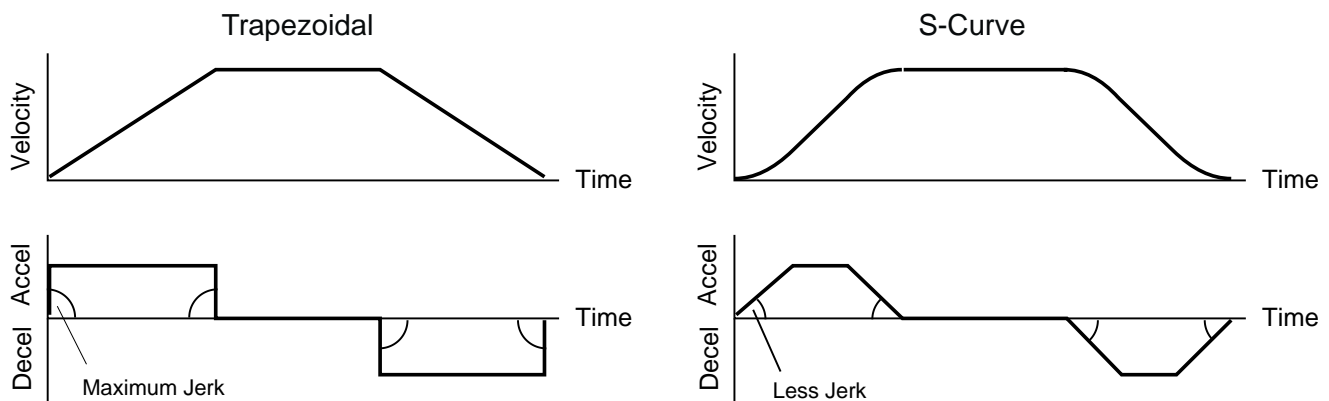 Trapezoidal
Velocity
Time
Accel
Decel
Time
Maximum Jerk
S-Curve
Velocity
Time
Accel
Decel
Time
Less Jerk